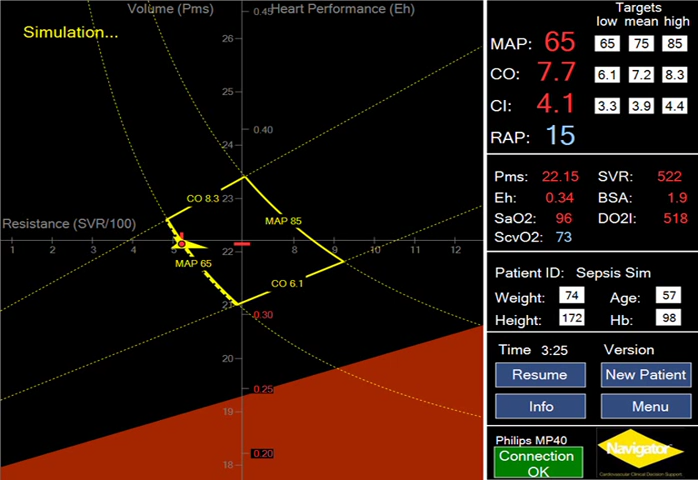 Simulation...
Volume (Pms)
Heart Performance (Eh)
0.45
26
25
0.40
24
23
CO 8.3
MAP 85
Resistance (SVR/100)
1 2 3 4 5 8 9 10 11
22
MAP 65
CO 6.1
21
0.30
20
0.25
19
0.20
18
Targets
low mean high
MAP: 65 65 75 85
CO: 7.7 6.1 7.2 8.3
CI: 4.1 3.3 3.9 4.4
RAP: 15
Pms: 22.15 SVR: 522
Eh: 0.34 BSA: 1.9
SaO2: 96 DO2I: 518
ScvO2: 73
Patient ID: Sepsis Sim
Weight: 74 Age: 57
Height: 172 Hb: 98
Time 3:25 Version
Resume New Patient
Info Menu
Philips MP40
Connection
OK
Navigator
Cardiovascular Clinical Decision Support